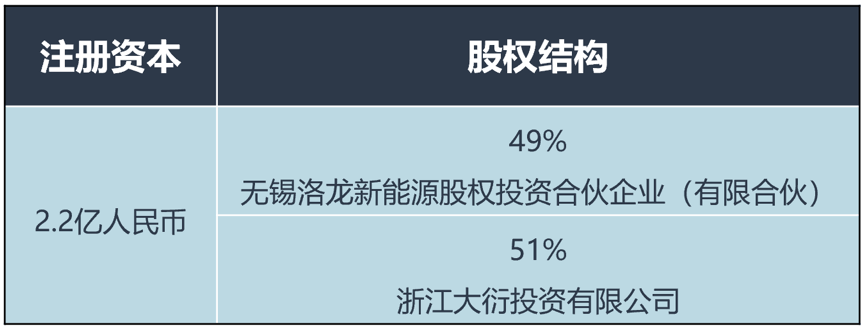 注册资本
股权结构
2.2亿人民币
49%
无锡洛龙新能源股权投资合伙企业（有限合伙）
51%
浙江大衍投资有限公司